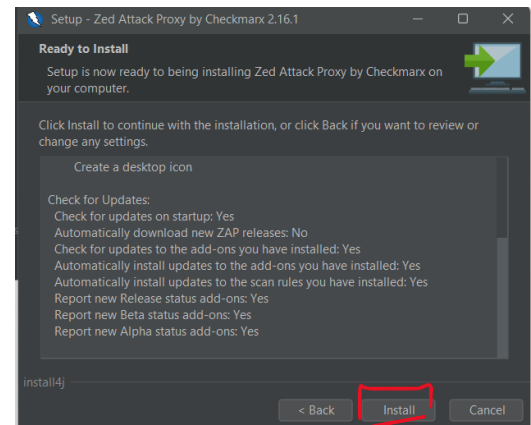 Setup - Zed Attack Proxy by Checkmarx 2.16.1
Ready to Install
Setup is now ready to being installing Zed Attack Proxy by Checkmarx on
your computer.
Click Install to continue with the installation, or click Back if you want to review or
change any settings.
Create a desktop icon
Check for Updates:
Check for updates on startup: Yes
Automatically download new ZAP releases: No
Check for updates to the add-ons you have installed: Yes
Automatically install updates to the add-ons you have installed: Yes
Automatically install updates to the scan rules you have installed: Yes
Report new Release status add-ons: Yes
Report new Beta status add-ons: Yes
Report new Alpha status add-ons: Yes
install4j
< Back Install Cancel